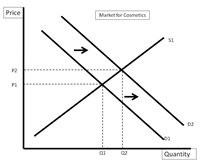 Price
Market for Cosmetics
S1
P2
P1
D2
D1
Q1 Q2
Quantity